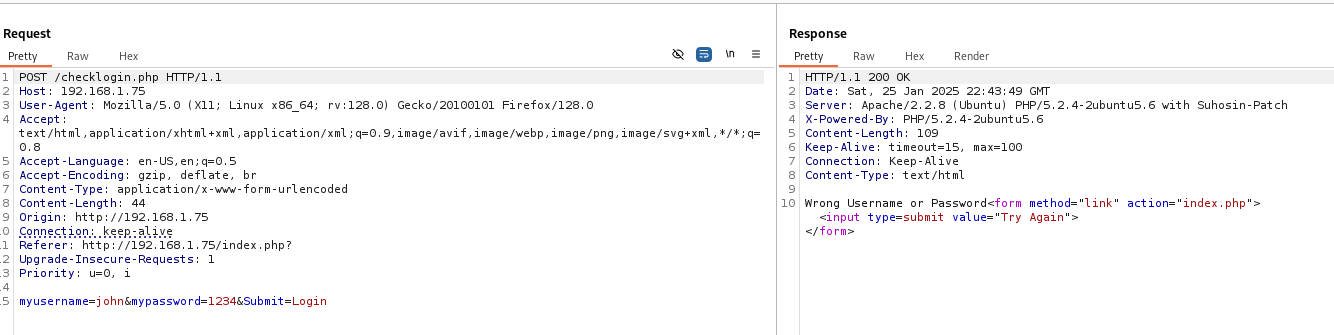 Request
Pretty Raw Hex
\n
1 POST /checklogin.php HTTP/1.1
2 Host: 192.168.1.75
3 User-Agent: Mozilla/5.0 (X11; Linux x86_64; rv:128.0) Gecko/20100101 Firefox/128.0
4 Accept:
text/html,application/xhtml+xml,application/xml;q=0.9,image/avif,image/webp,image/png,image/svg+xml,*/*;q=
0.8
5 Accept-Language: en-US,en;q=0.5
6 Accept-Encoding: gzip, deflate, br
7 Content-Type: application/x-www-form-urlencoded
8 Content-Length: 44
9 Origin: http://192.168.1.75
0 Connection: keep-alive
1 Referer: http://192.168.1.75/index.php?
2 Upgrade-Insecure-Requests: 1
3 Priority: u=0, i
4
5 myusername=john&mypassword=1234&Submit=Login
Response
Pretty Raw Hex Render
1 HTTP/1.1 200 OK
2 Date: Sat, 25 Jan 2025 22:43:49 GMT
3 Server: Apache/2.2.8 (Ubuntu) PHP/5.2.4-2ubuntu5.6 with Suhosin-Patch
4 X-Powered-By: PHP/5.2.4-2ubuntu5.6
5 Content-Length: 109
6 Keep-Alive: timeout=15, max=100
7 Connection: Keep-Alive
8 Content-Type: text/html
9
10 Wrong Username or Password<form method="link" action="index.php">
<input type=submit value="Try Again">
</form>